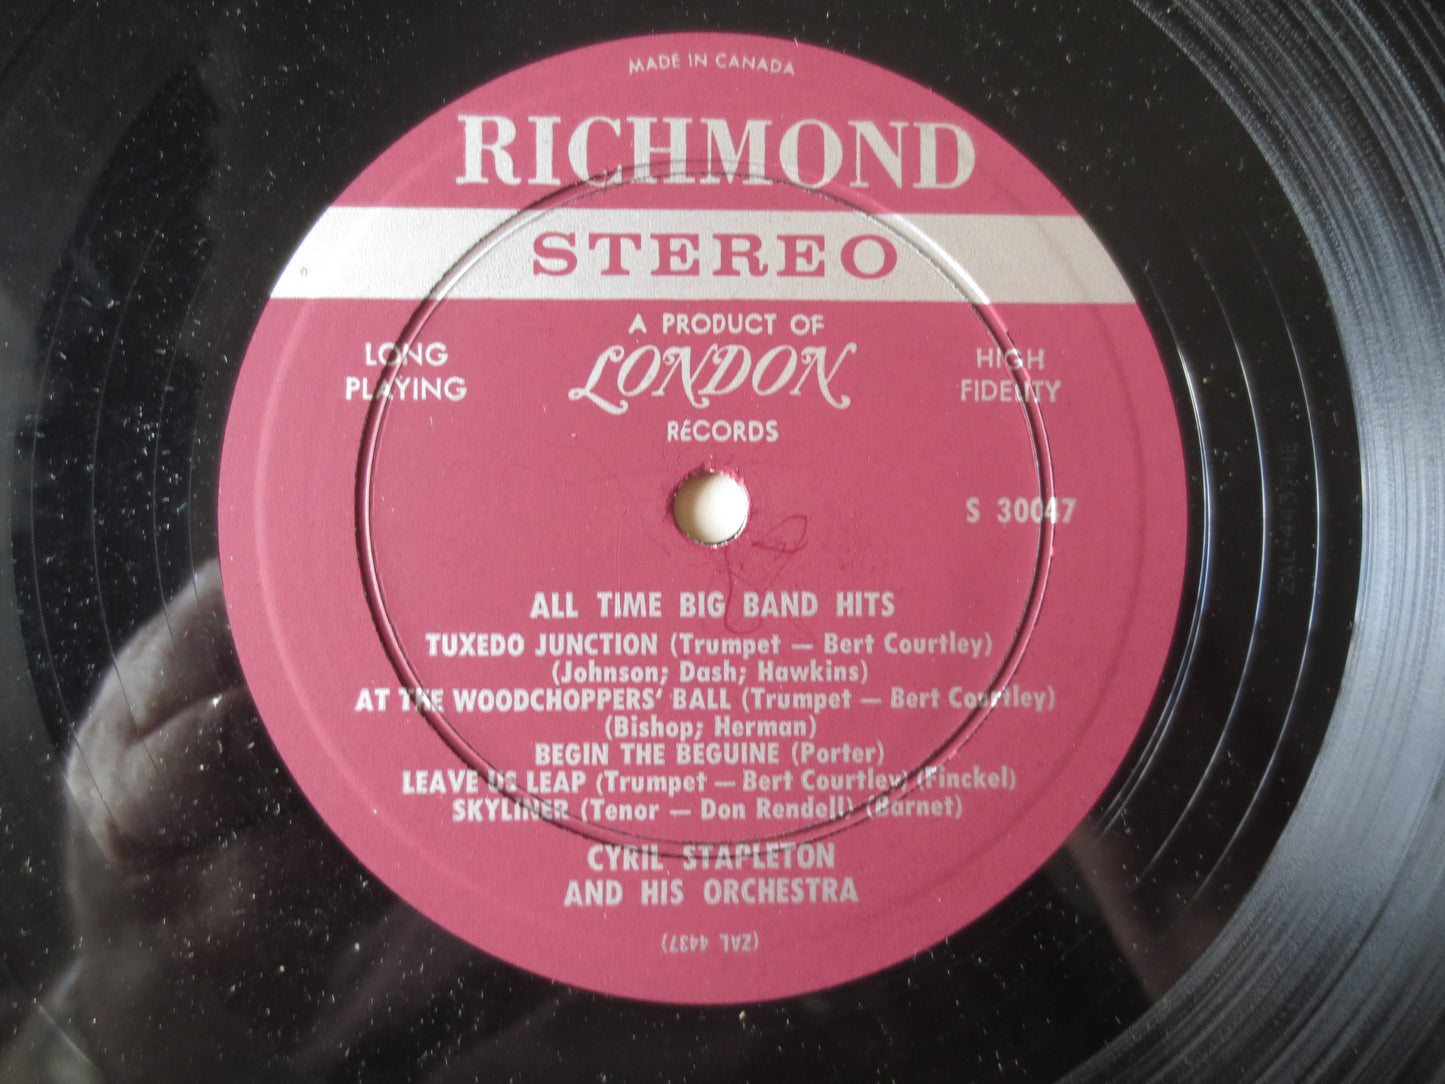 MADE IN CANADA
RICHMOND
STEREO
A PRODUCT OF
LONDON
RECORDS
LONG
PLAYING
HIGH
FIDELITY
S 30047
ALL TIME BIG BAND HITS
TUXEDO JUNCTION (Trumpet — Bert Courtley)
(Johnson; Dash; Hawkins)
AT THE WOODCHOPPERS' BALL (Trumpet — Bert Courtley)
(Bishop; Herman)
BEGIN THE BEGUINE (Porter)
LEAVE US LEAP (Trumpet — Bert Courtley) (Finckel)
SKYLINER (Tenor — Don Rendell) (Barnet)
CYRIL STAPLETON
AND HIS ORCHESTRA
(ZAL 4437)
ZAL-4437-1E